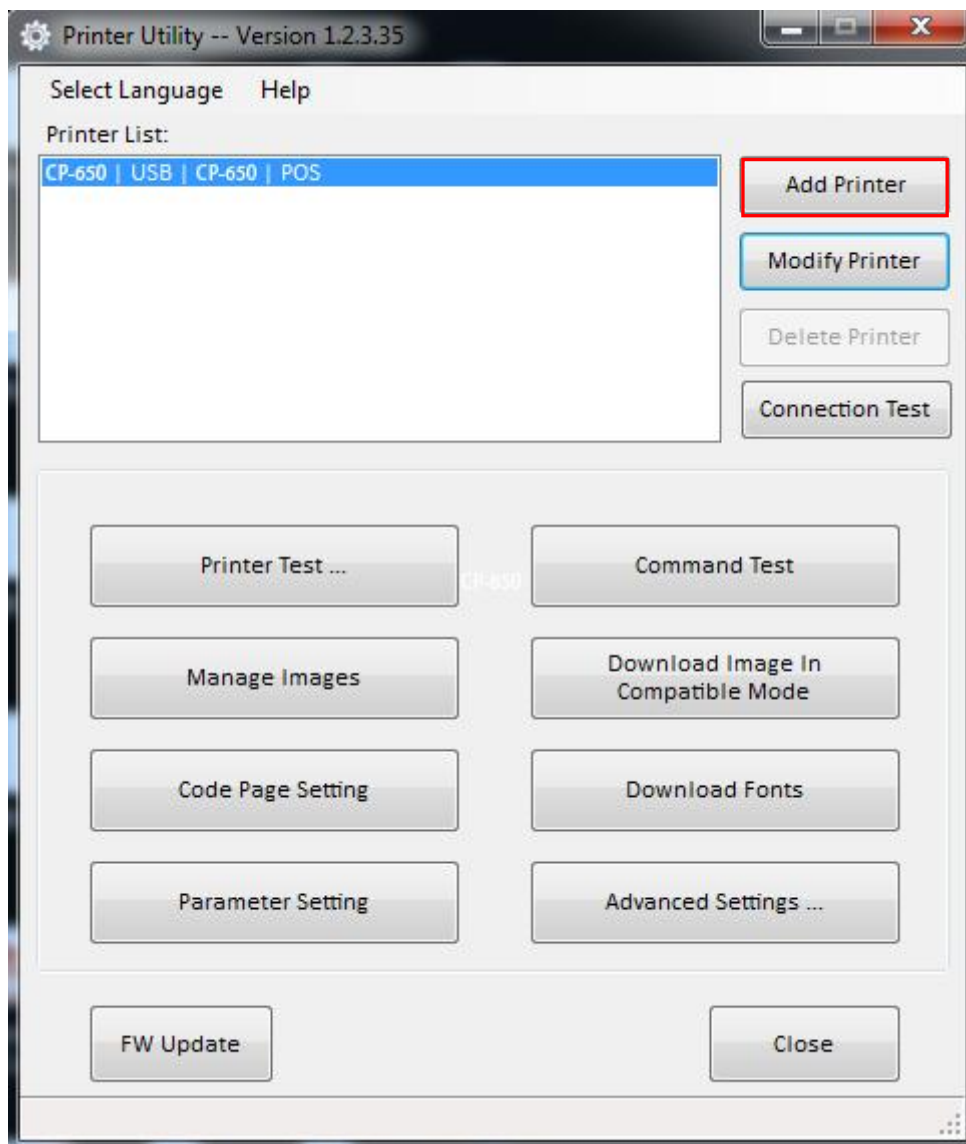 Printer Utility -- Version 1.2.3.35
Select Language Help
Printer List:
CP-650 | USB | CP-650 | POS
Add Printer
Modify Printer
Delete Printer
Connection Test
Printer Test ...
CP-650
Command Test
Manage Images
Download Image In
Compatible Mode
Code Page Setting
Download Fonts
Parameter Setting
Advanced Settings ...
FW Update
Close